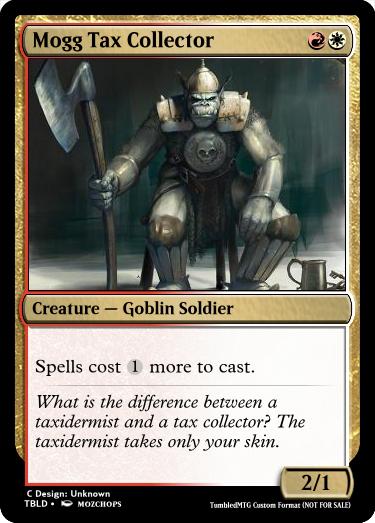 Mogg Tax Collector
Creature — Goblin Soldier
Spells cost 1 more to cast.
What is the difference between a
taxidermist and a tax collector? The
taxidermist takes only your skin.
2/1
C Design: Unknown
TBLD • MOZCHOPS
TumbledMTG Custom Format (NOT FOR SALE)